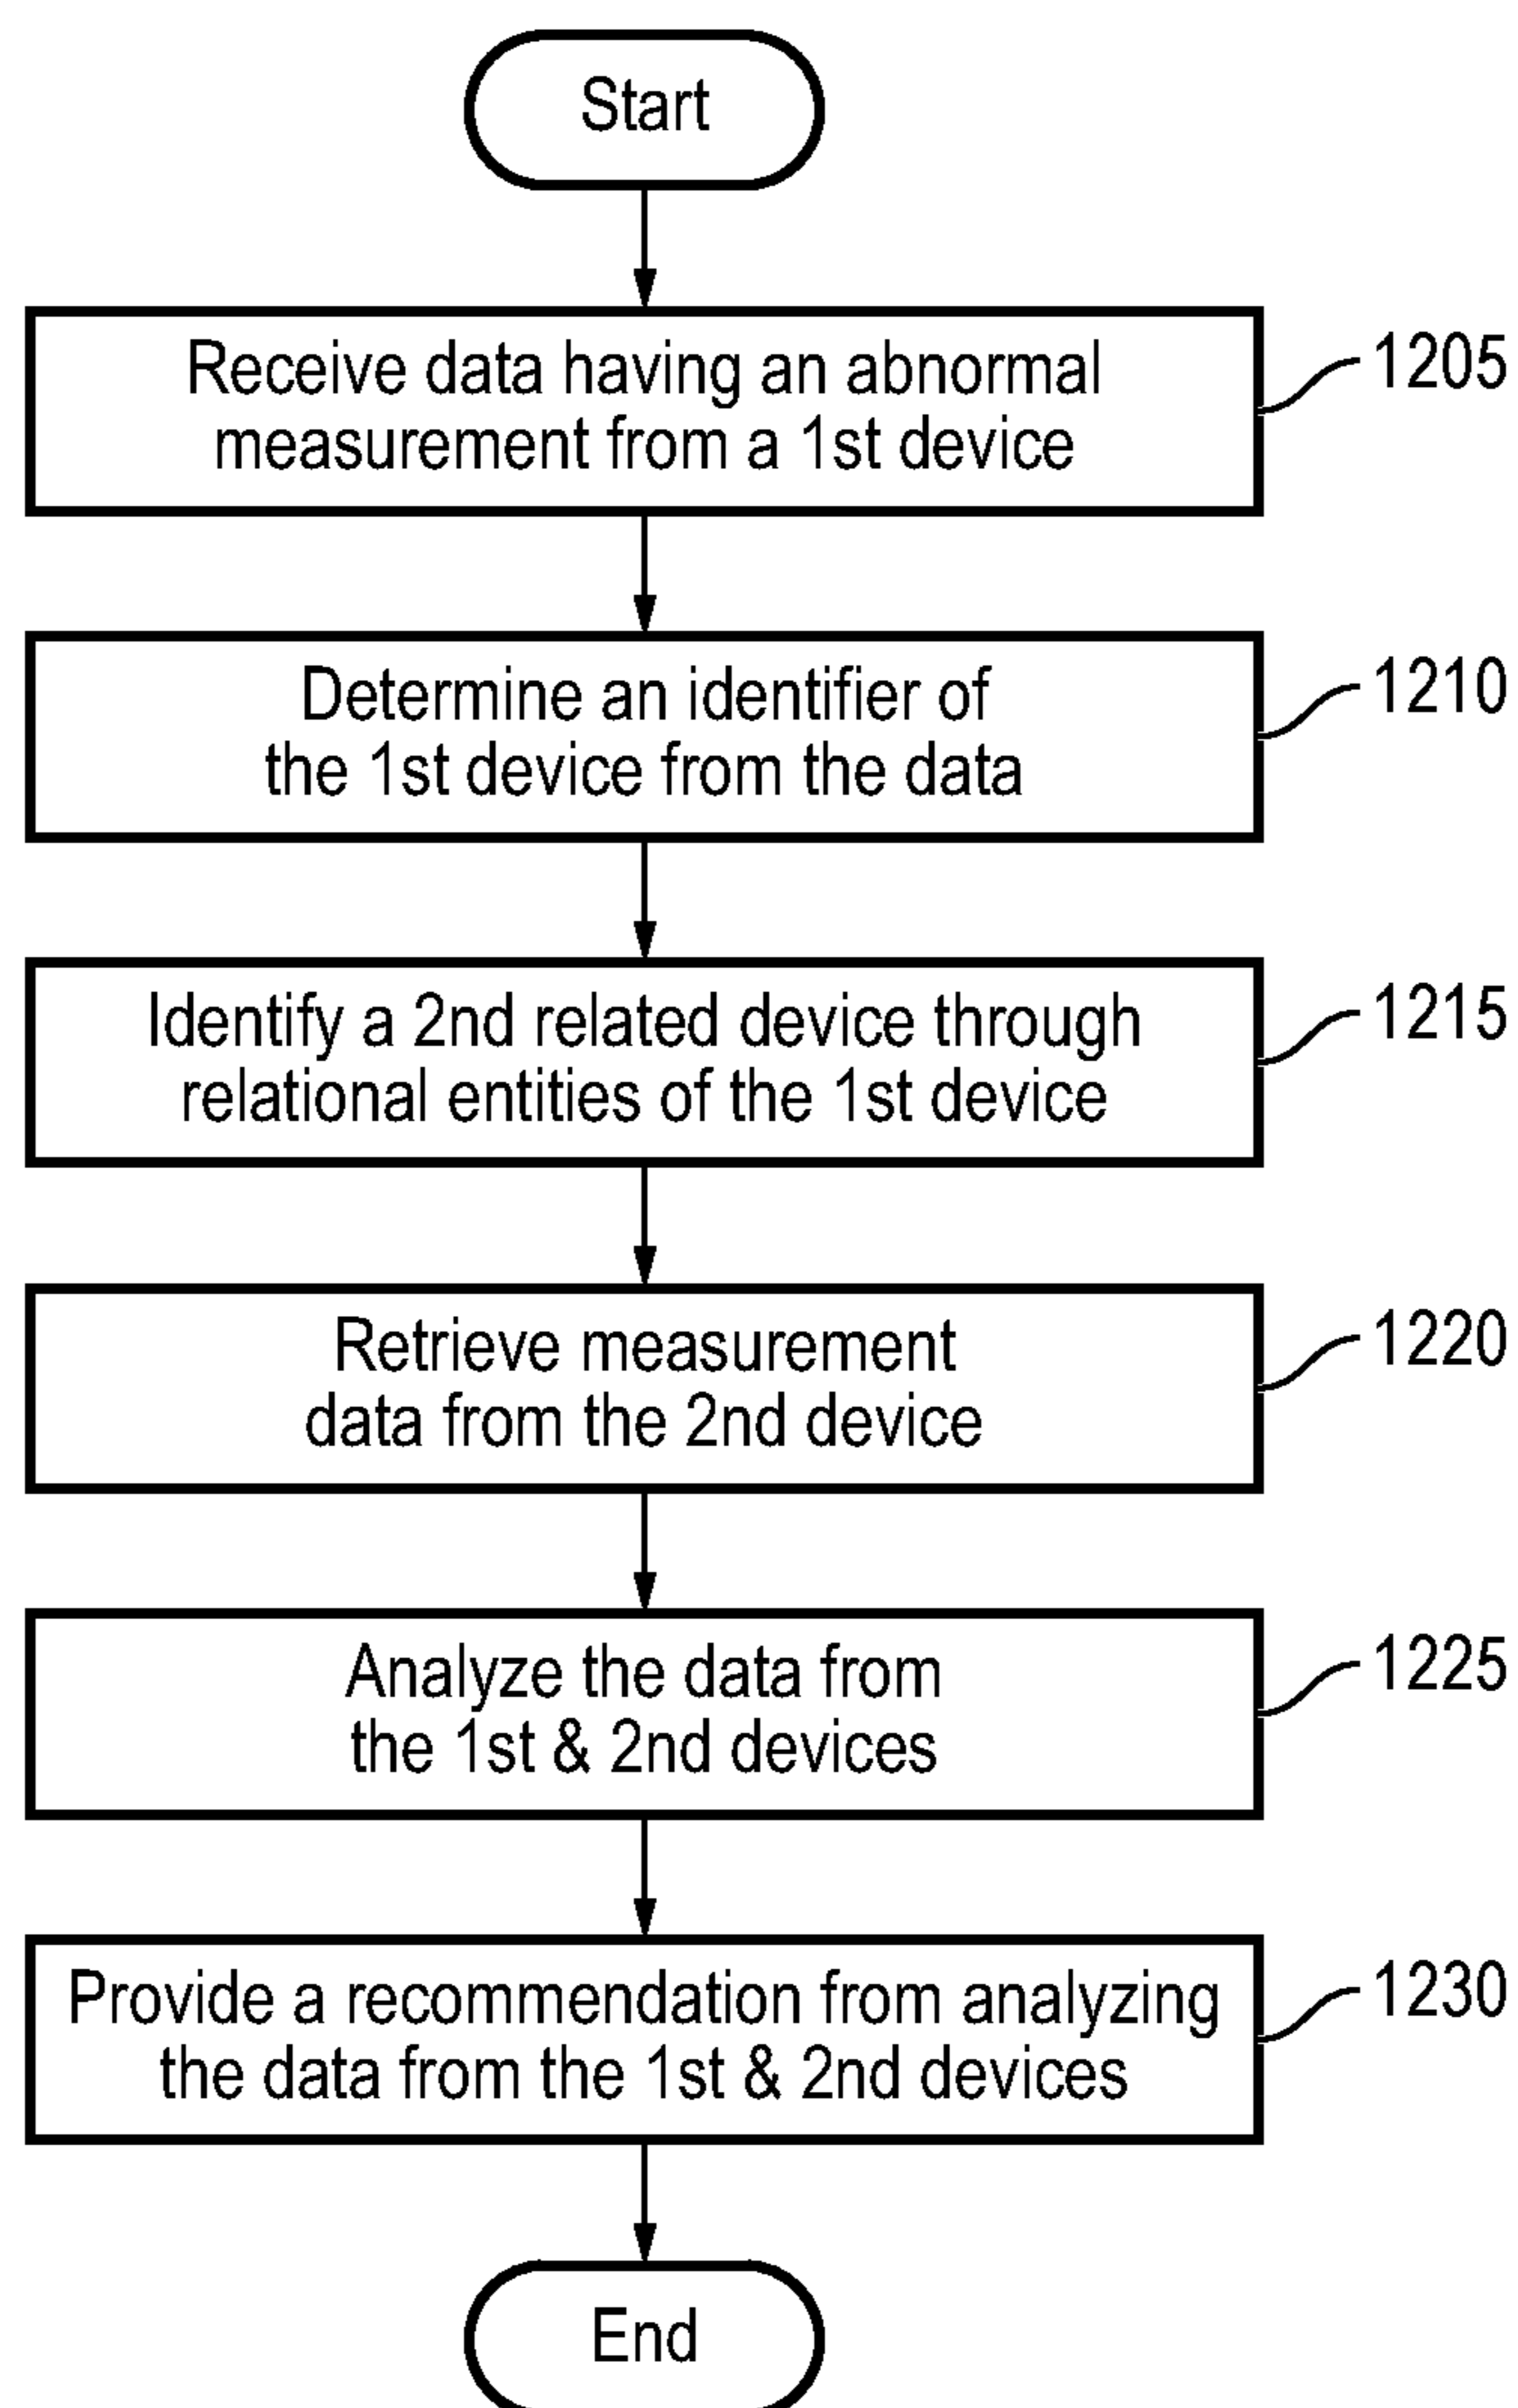 Start
Receive data having an abnormal
measurement from a 1st device
1205
Determine an identifier of
the 1st device from the data
1210
Identify a 2nd related device through
relational entities of the 1st device
1215
Retrieve measurement
data from the 2nd device
1220
Analyze the data from
the 1st & 2nd devices
1225
Provide a recommendation from analyzing
the data from the 1st & 2nd devices
1230
End